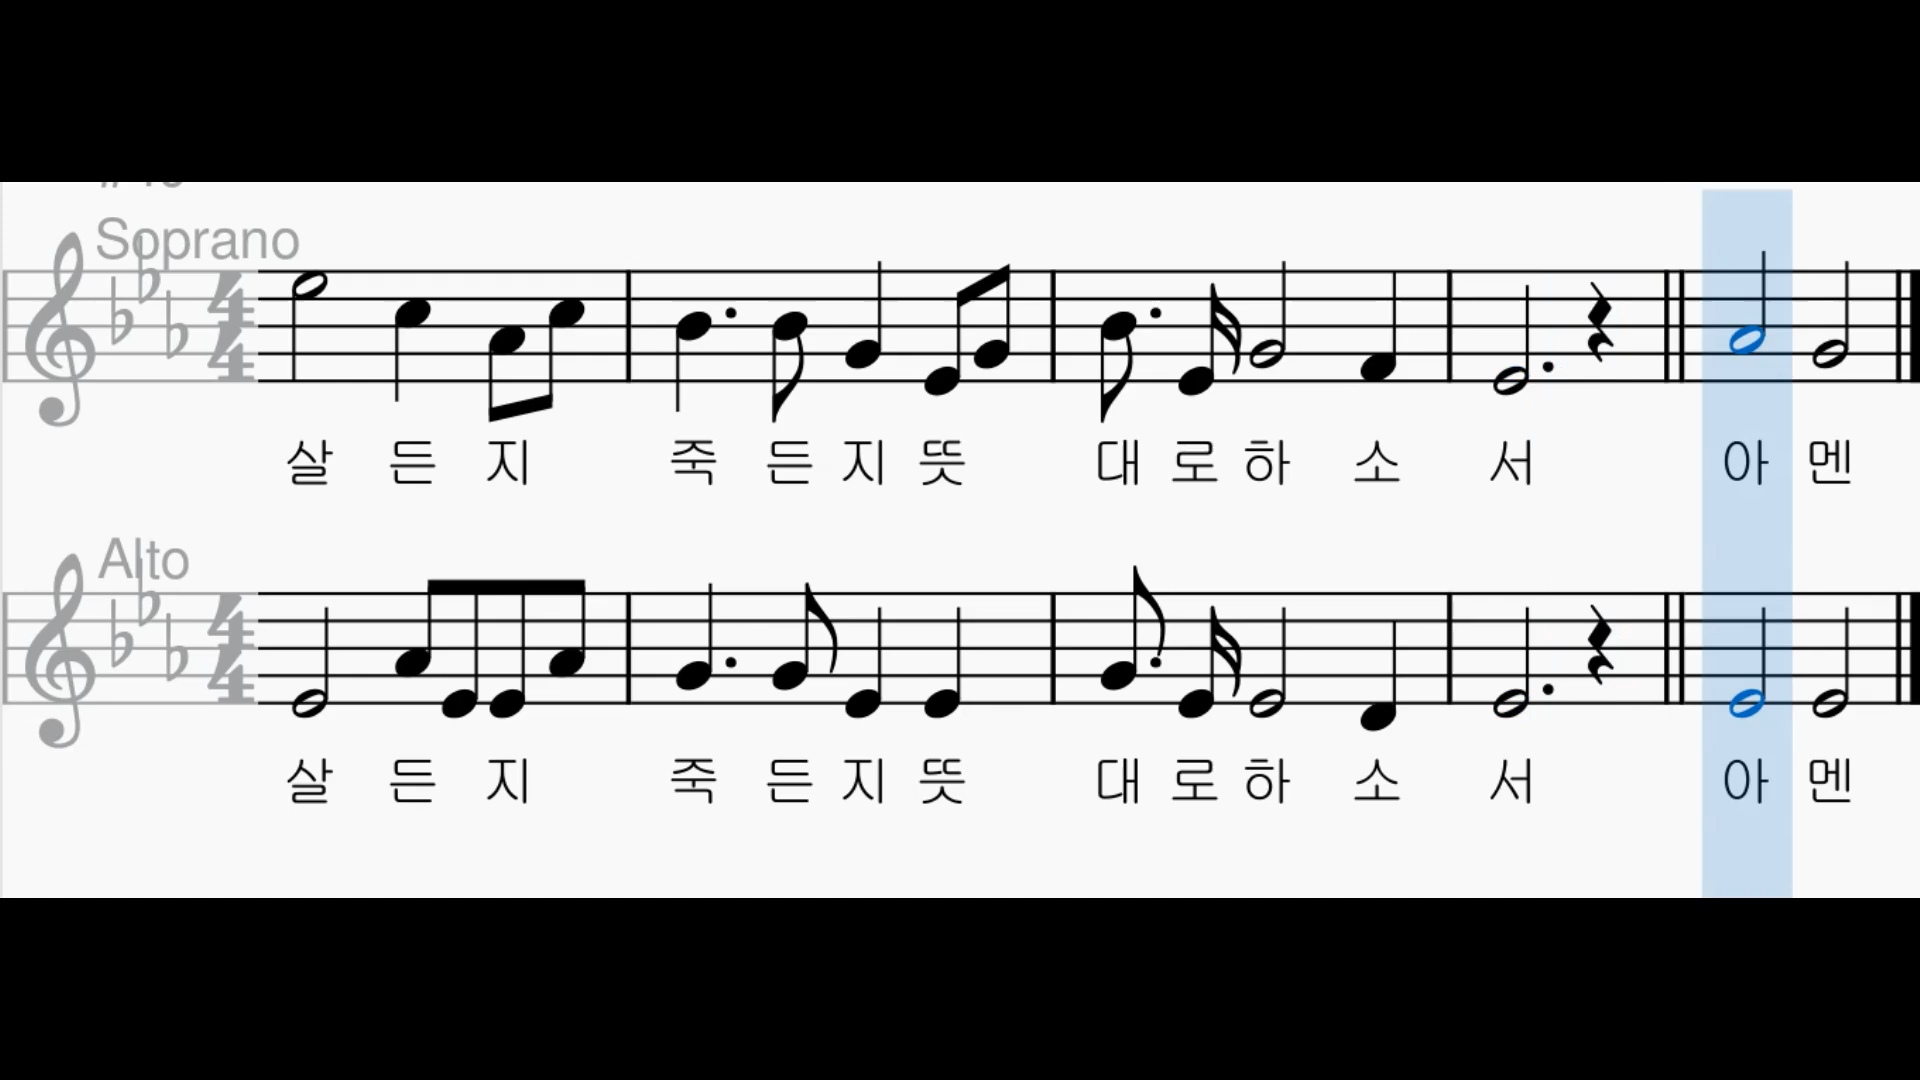 Soprano
살 든 지 죽 든 지 뜻 대 로 하 소 서 아 멘
Alto
살 든 지 죽 든 지 뜻 대 로 하 소 서 아 멘